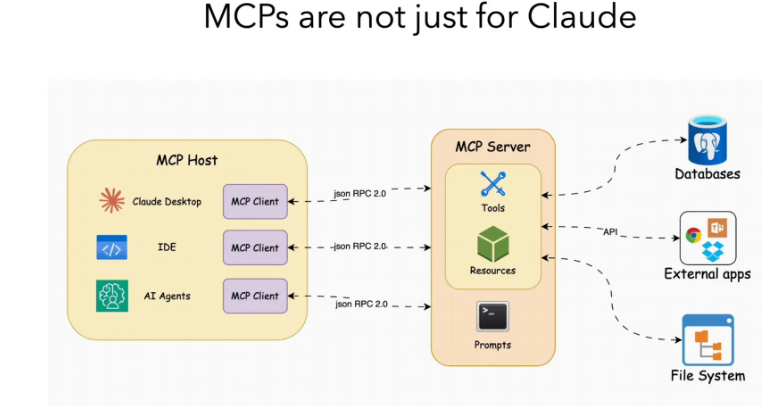 MCPs are not just for Claude
MCP Host
Claude Desktop
MCP Client
IDE
MCP Client
AI Agents
MCP Client
json RPC 2.0
json RPC 2.0
json RPC 2.0
MCP Server
Tools
Resources
>_
Prompts
API
Databases
External apps
File System